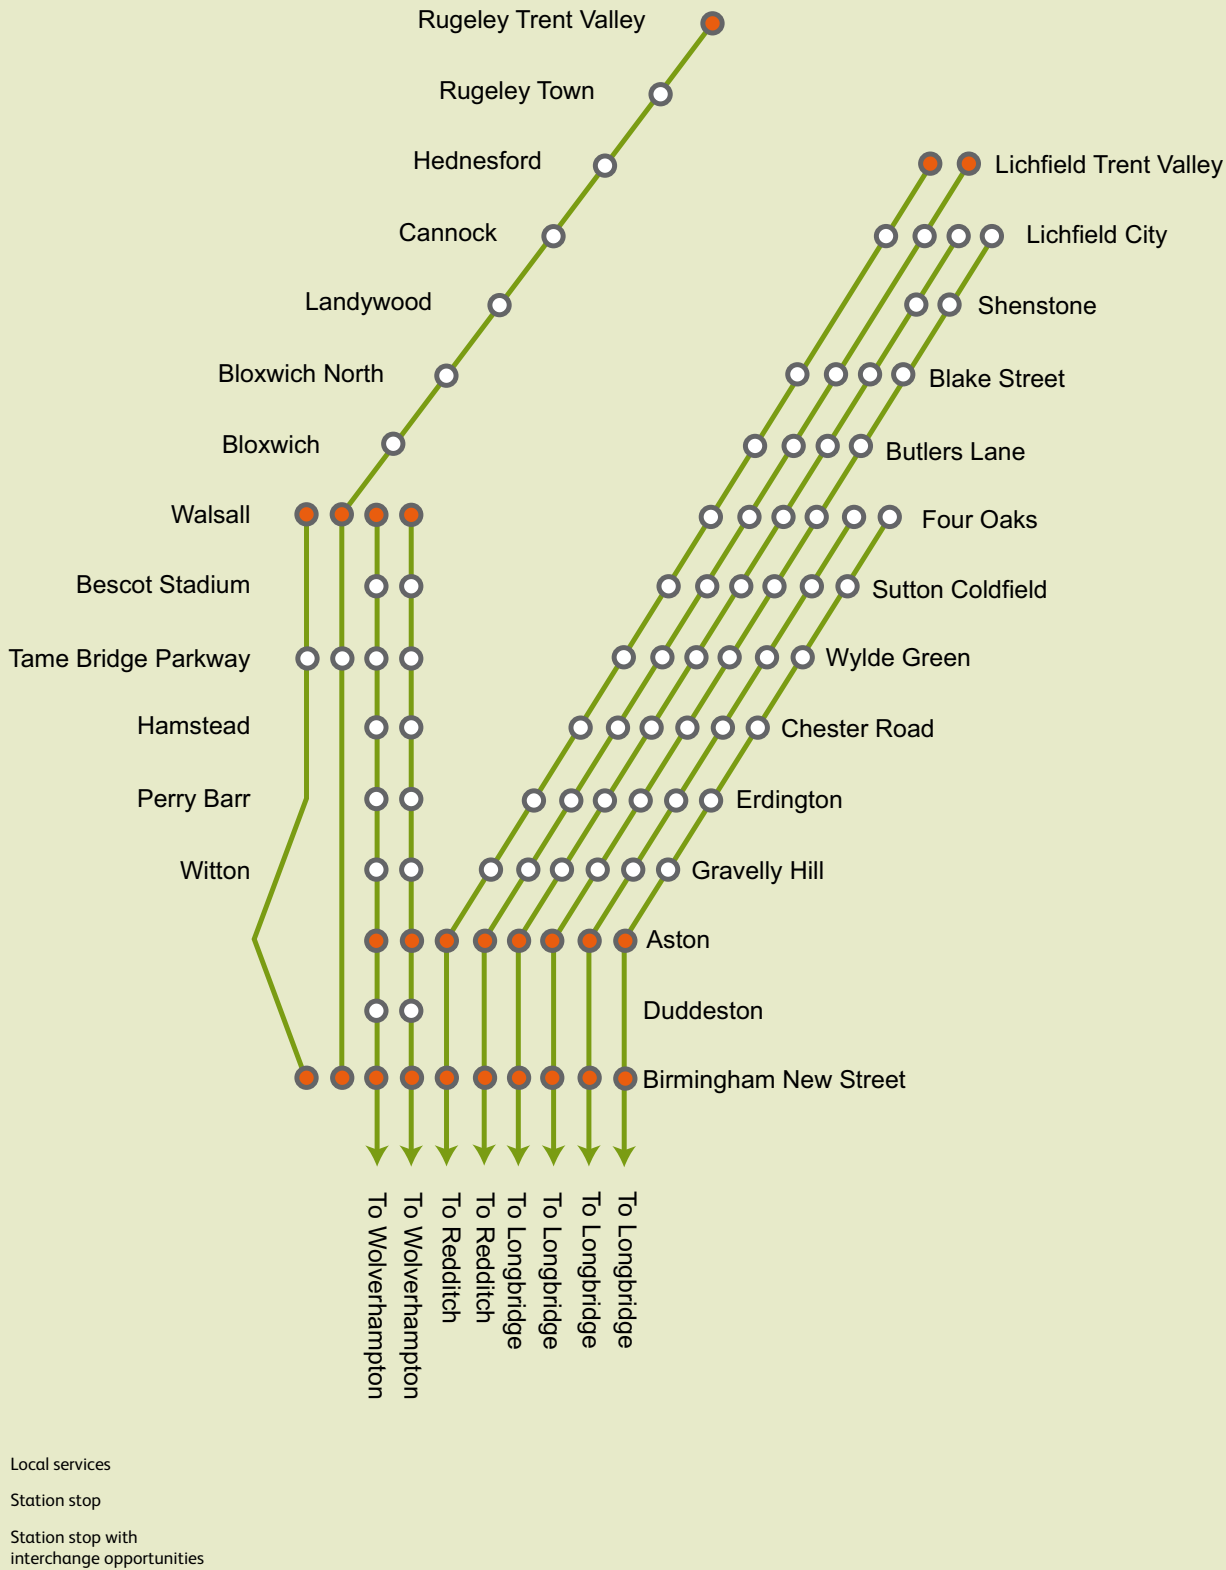 Rugeley Trent Valley
Rugeley Town
Hednesford
Lichfield Trent Valley
Cannock
Lichfield City
Landywood
Shenstone
Bloxwich North
Blake Street
Bloxwich
Butlers Lane
Walsall
Four Oaks
Bescot Stadium
Sutton Coldfield
Tame Bridge Parkway
Wylde Green
Hamstead
Chester Road
Perry Barr
Erdington
Witton
Gravelly Hill
Aston
Duddeston
Birmingham New Street
To Wolverhampton
To Wolverhampton
To Redditch
To Redditch
To Longbridge
To Longbridge
To Longbridge
To Longbridge
Local services
Station stop
Station stop with
interchange opportunities